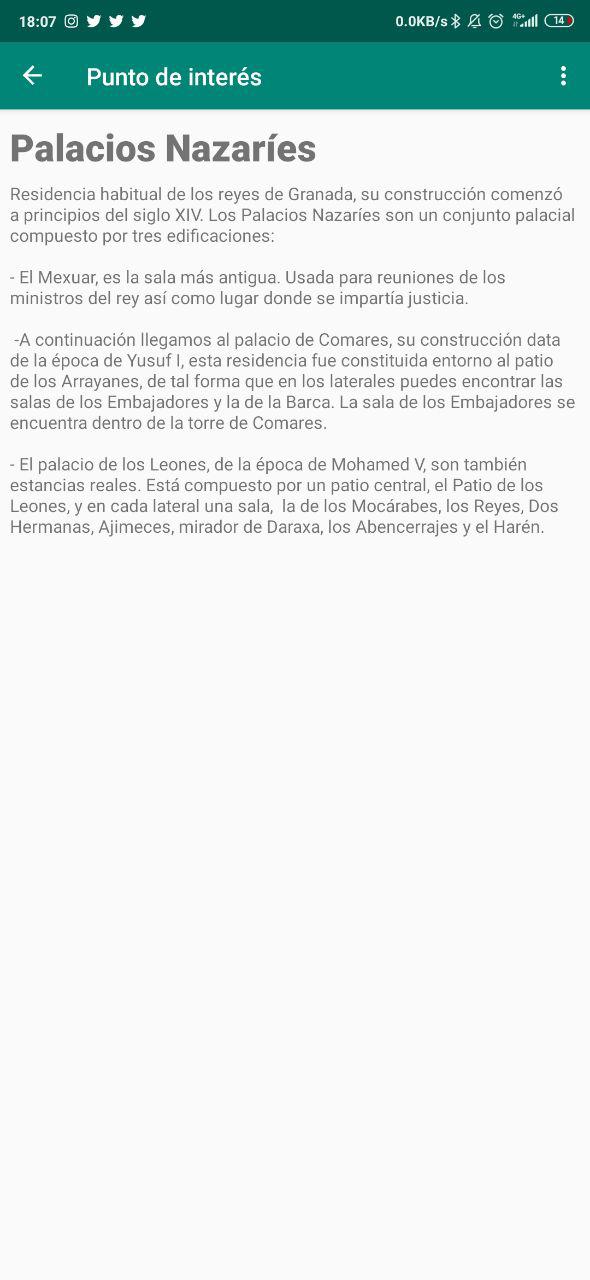 18:07 0.0KB/s 4G+ 14
Punto de interés
Palacios Nazaríes
Residencia habitual de los reyes de Granada, su construcción comenzó
a principios del siglo XIV. Los Palacios Nazaríes son un conjunto palacial
compuesto por tres edificaciones:
- El Mexuar, es la sala más antigua. Usada para reuniones de los
ministros del rey así como lugar donde se impartía justicia.
-A continuación llegamos al palacio de Comares, su construcción data
de la época de Yusuf I, esta residencia fue constituida entorno al patio
de los Arrayanes, de tal forma que en los laterales puedes encontrar las
salas de los Embajadores y la de la Barca. La sala de los Embajadores se
encuentra dentro de la torre de Comares.
- El palacio de los Leones, de la época de Mohamed V, son también
estancias reales. Está compuesto por un patio central, el Patio de los
Leones, y en cada lateral una sala,  la de los Mocárabes, los Reyes, Dos
Hermanas, Ajimeces, mirador de Daraxa, los Abencerrajes y el Harén.